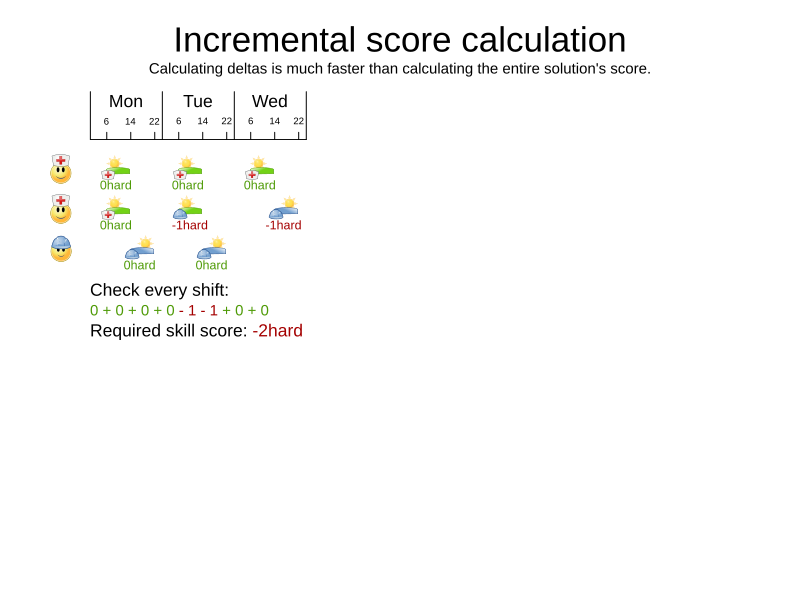 Incremental score calculation
Calculating deltas is much faster than calculating the entire solution's score.
Mon Tue Wed
6 14 22 6 14 22 6 14 22
0hard 0hard 0hard
0hard -1hard -1hard
0hard 0hard
Check every shift:
0 + 0 + 0 + 0 - 1 - 1 + 0 + 0
Required skill score: -2hard